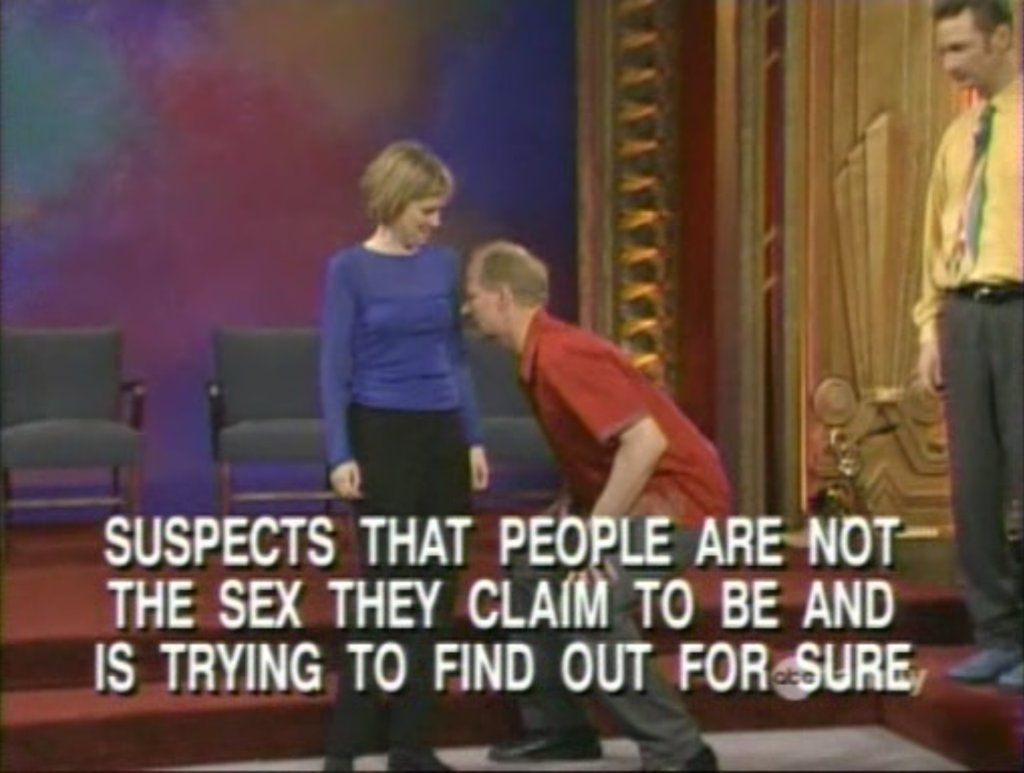 SUSPECTS THAT PEOPLE ARE NOT
THE SEX THEY CLAIM TO BE AND
IS TRYING TO FIND OUT FOR SURE
abc